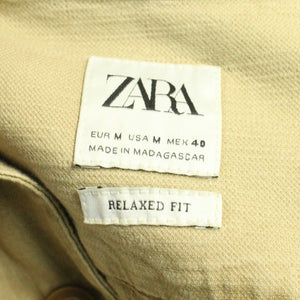 ZARA
EUR M USA M MEX 40
MADE IN MADAGASCAR
RELAXED FIT